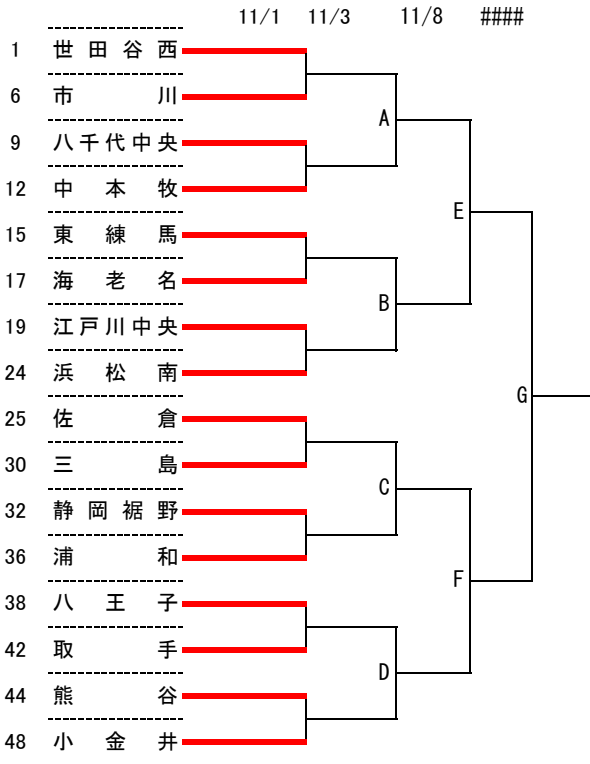 11/1 11/3 11/8 ####
1 世田谷西
6 市川
A
9 八千代中央
12 中本牧
E
15 東練馬
17 海老名
B
19 江戸川中央
24 浜松南
G
25 佐倉
30 三島
C
32 静岡裾野
36 浦和
F
38 八王子
42 取手
D
44 熊谷
48 小金井